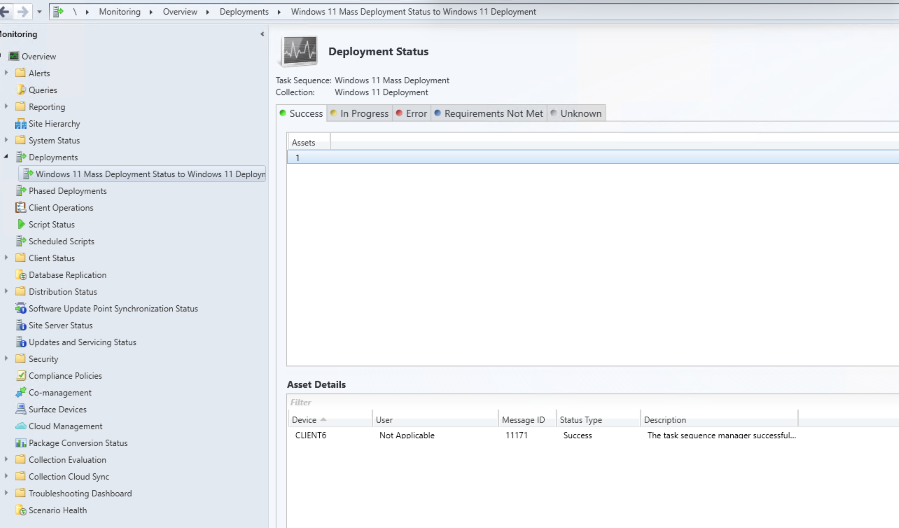 \ Monitoring Overview Deployments Windows 11 Mass Deployment Status to Windows 11 Deployment
onitoring
Overview
Alerts
Queries
Reporting
Site Hierarchy
System Status
Deployments
Windows 11 Mass Deployment Status to Windows 11 Deployn
Phased Deployments
Client Operations
Script Status
Scheduled Scripts
Client Status
Database Replication
Distribution Status
Software Update Point Synchronization Status
Site Server Status
Updates and Servicing Status
Security
Compliance Policies
Co-management
Surface Devices
Cloud Management
Package Conversion Status
Collection Evaluation
Collection Cloud Sync
Troubleshooting Dashboard
Scenario Health
Deployment Status
Task Sequence: Windows 11 Mass Deployment
Collection: Windows 11 Deployment
Success In Progress Error Requirements Not Met Unknown
Assets
1
Asset Details
Filter
Device User Message ID Status Type Description
CLIENT6 Not Applicable 11171 Success The task sequence manager successful...